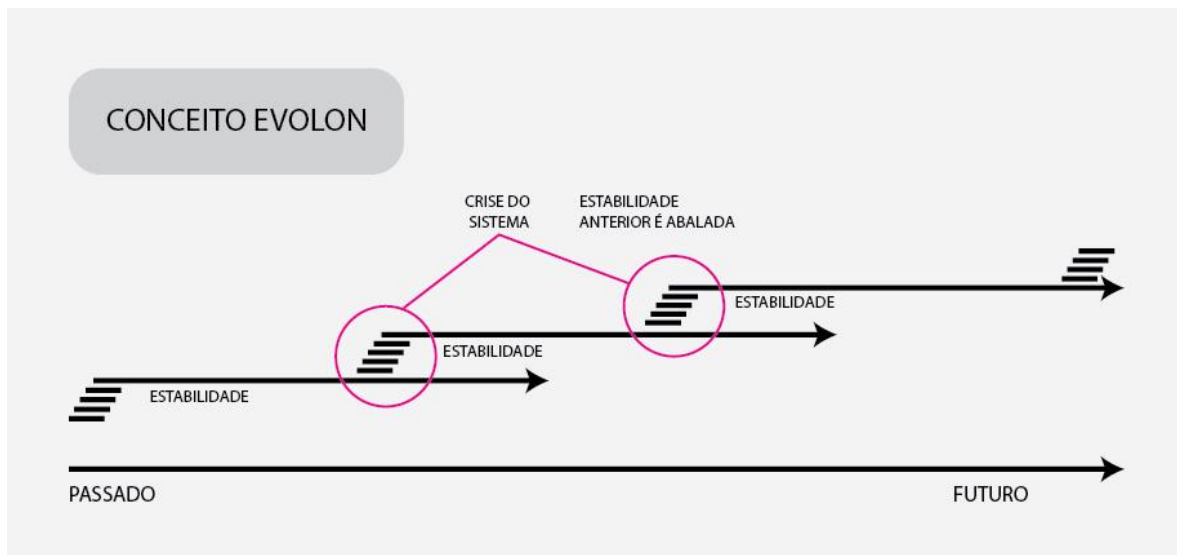 CONCEITO EVOLON
CRISE DO
SISTEMA
ESTABILIDADE
ANTERIOR É ABALADA
ESTABILIDADE
ESTABILIDADE
ESTABILIDADE
PASSADO
FUTURO